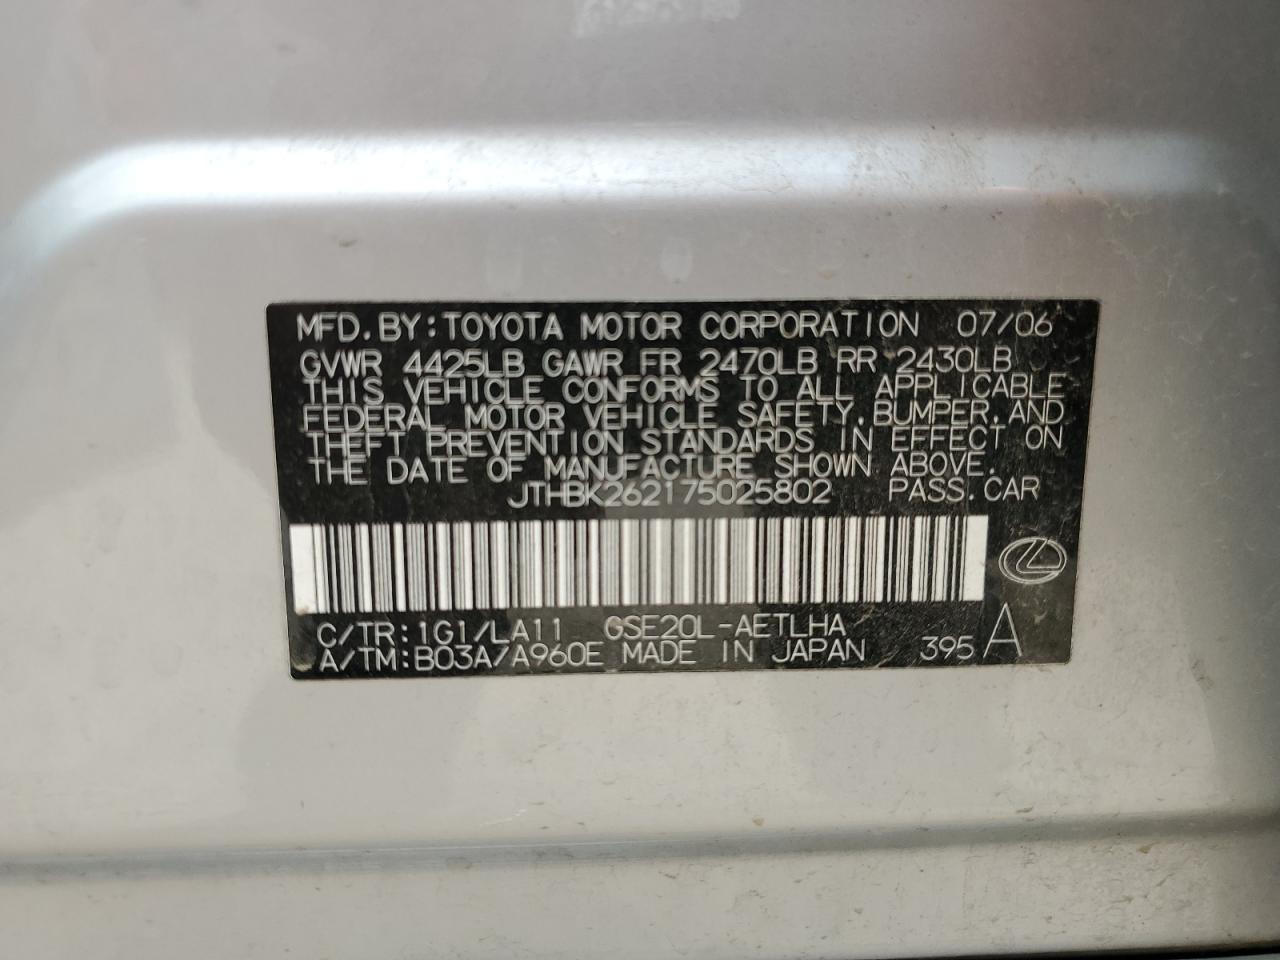 MFD.BY:TOYOTA MOTOR CORPORATION 07/06
GVWR 4425LB GAWR FR 2470LB RR 2430LB
THIS VEHICLE CONFORMS TO ALL APPLICABLE
FEDERAL MOTOR VEHICLE SAFETY,BUMPER,AND
THEFT PREVENTION STANDARDS IN EFFECT ON
THE DATE OF MANUFACTURE SHOWN ABOVE.
JTHBK262175025802 PASS.CAR
C/TR:1G1/LA11 GSE20L-AETLHA
A/TM:B03A/A960E MADE IN JAPAN 395 A